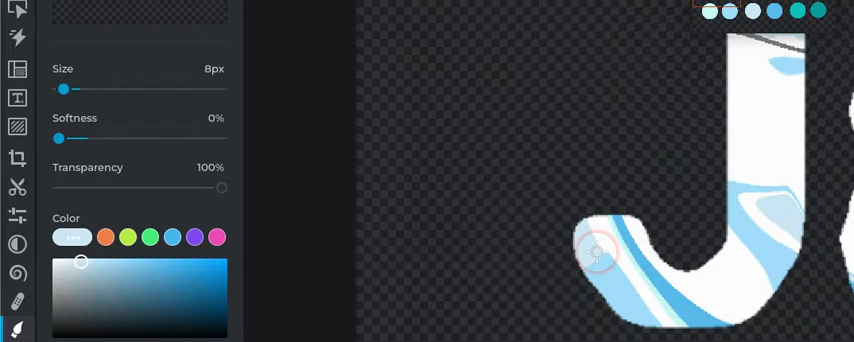 Size 8px
Softness 0%
Transparency 100%
Color
T.
J